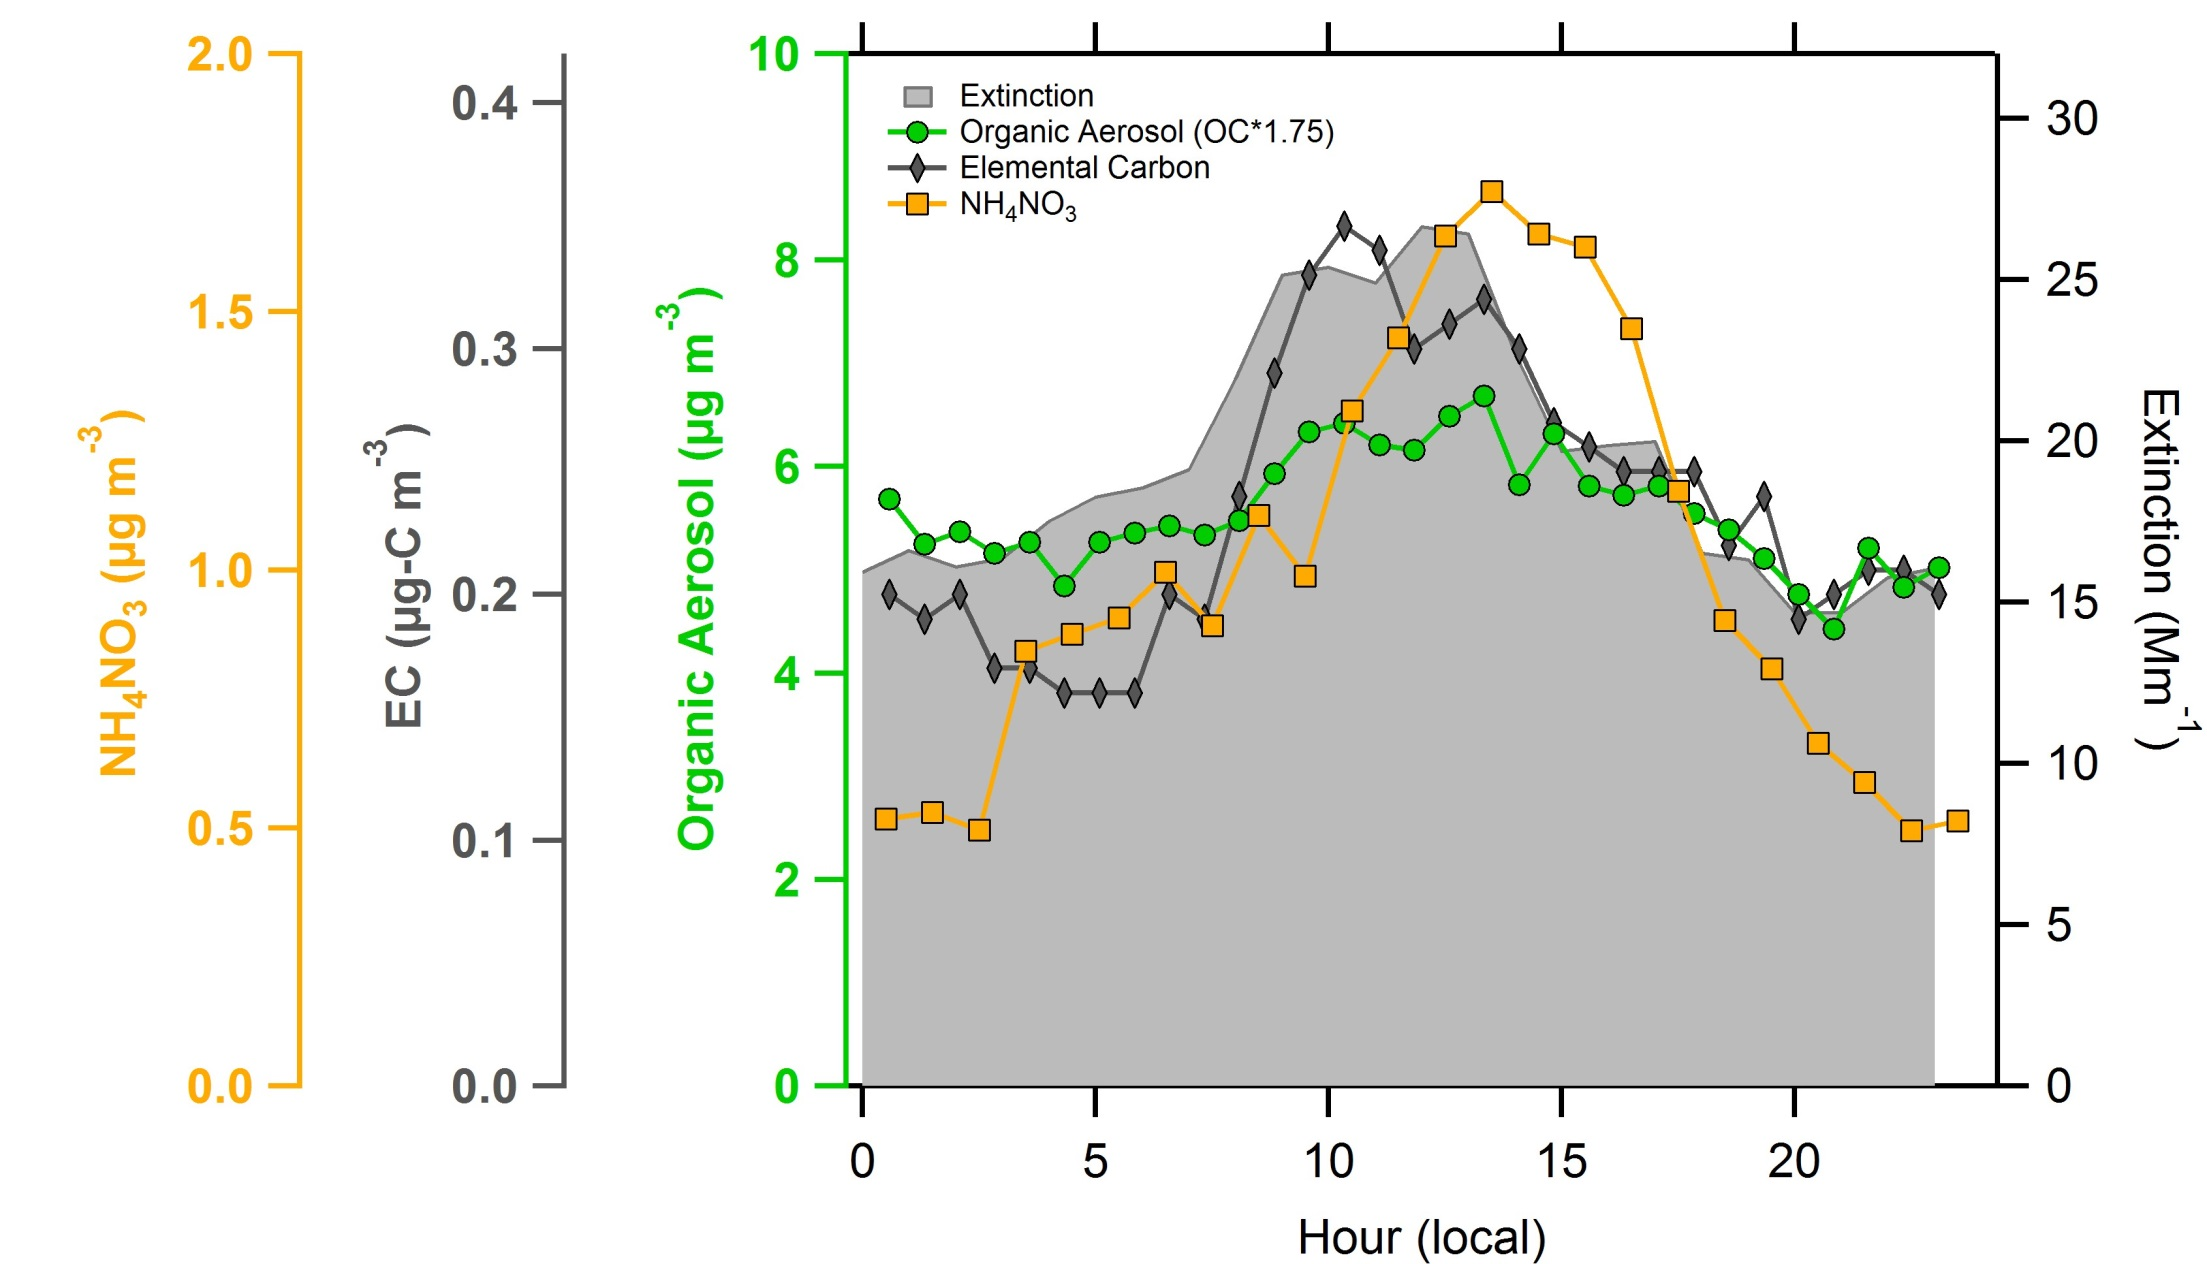 2.0
1.5
1.0
0.5
0.0
NH4NO3 (µg m-3)
0.4
0.3
0.2
0.1
0.0
EC (µg-C m-3)
10
8
6
4
2
0
Organic Aerosol (µg m-3)
Extinction
Organic Aerosol (OC*1.75)
Elemental Carbon
NH4NO3
30
25
20
15
10
5
0
Extinction (Mm-1)
0 5 10 15 20
Hour (local)